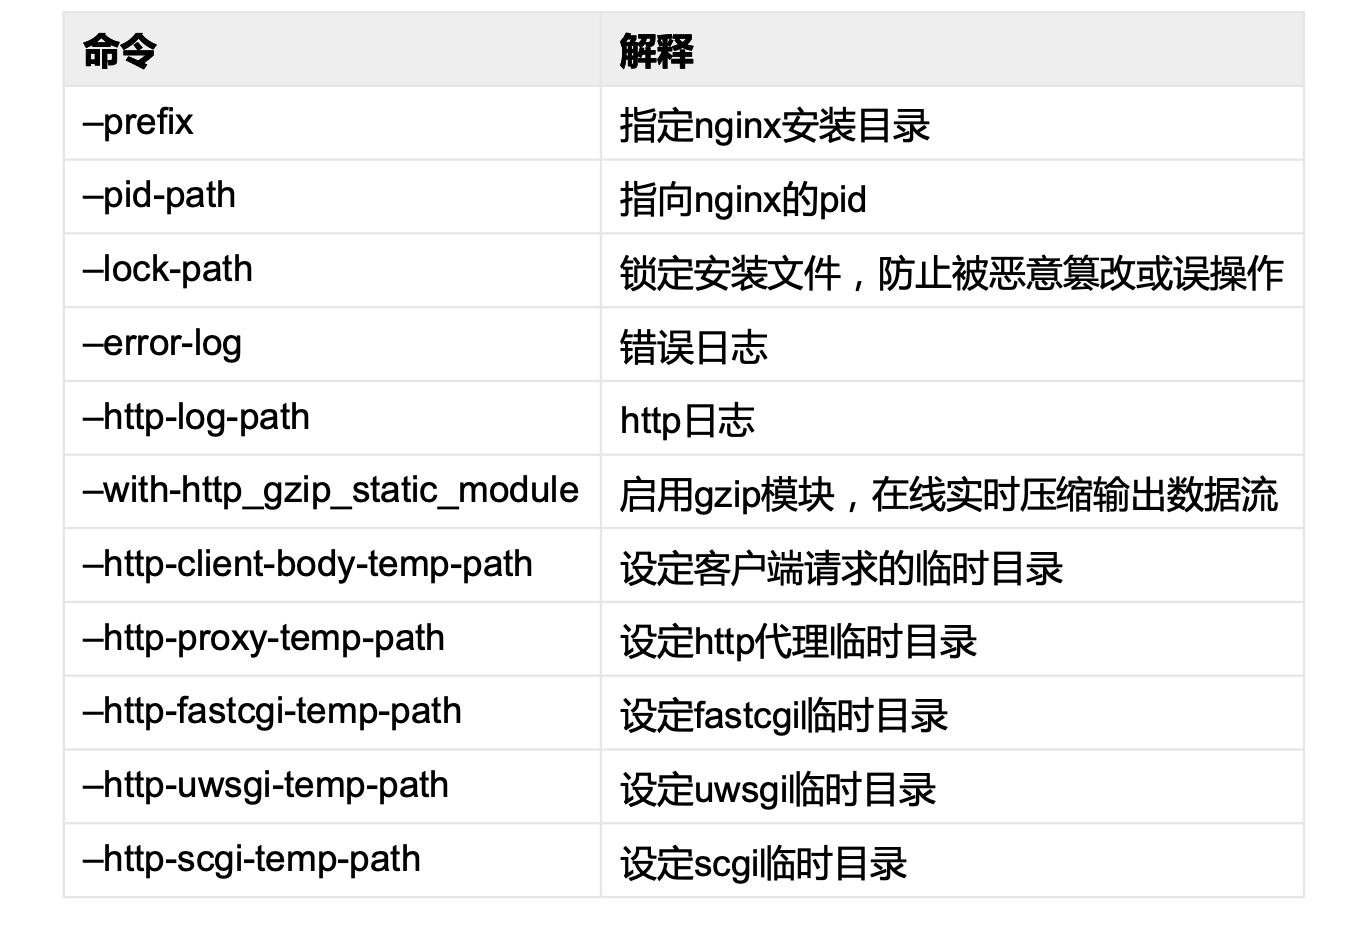 命令 解释
–prefix 指定nginx安装目录
–pid-path 指向nginx的pid
–lock-path 锁定安装文件，防止被恶意篡改或误操作
–error-log 错误日志
–http-log-path http日志
–with-http_gzip_static_module 启用gzip模块，在线实时压缩输出数据流
–http-client-body-temp-path 设定客户端请求的临时目录
–http-proxy-temp-path 设定http代理临时目录
–http-fastcgi-temp-path 设定fastcgi临时目录
–http-uwsgi-temp-path 设定uwsgi临时目录
–http-scgi-temp-path 设定scgi临时目录